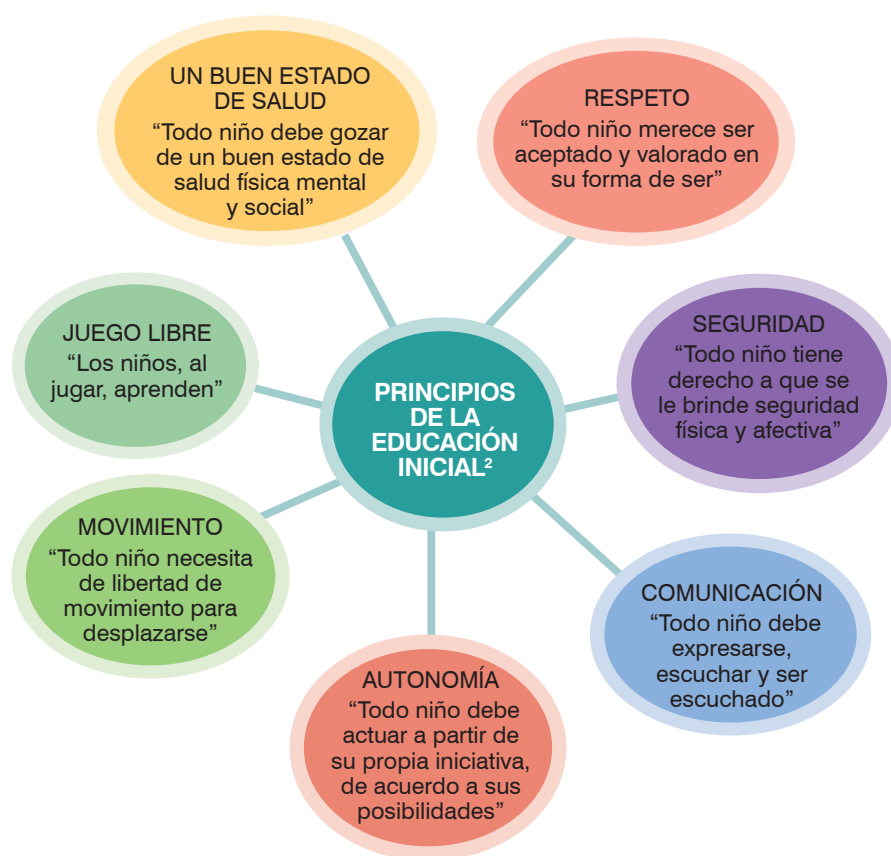 UN BUEN ESTADO
DE SALUD
“Todo niño debe gozar
de un buen estado de
salud física mental
y social”
RESPETO
“Todo niño merece ser
aceptado y valorado en
su forma de ser”
JUEGO LIBRE
“Los niños, al
jugar, aprenden”
PRINCIPIOS
DE LA
EDUCACIÓN
INICIAL²
SEGURIDAD
“Todo niño tiene
derecho a que se
le brinde seguridad
física y afectiva”
MOVIMIENTO
“Todo niño necesita
de libertad de
movimiento para
desplazarse”
COMUNICACIÓN
“Todo niño debe
expresarse,
escuchar y ser
escuchado”
AUTONOMÍA
“Todo niño debe
actuar a partir de
su propia iniciativa,
de acuerdo a sus
posibilidades”